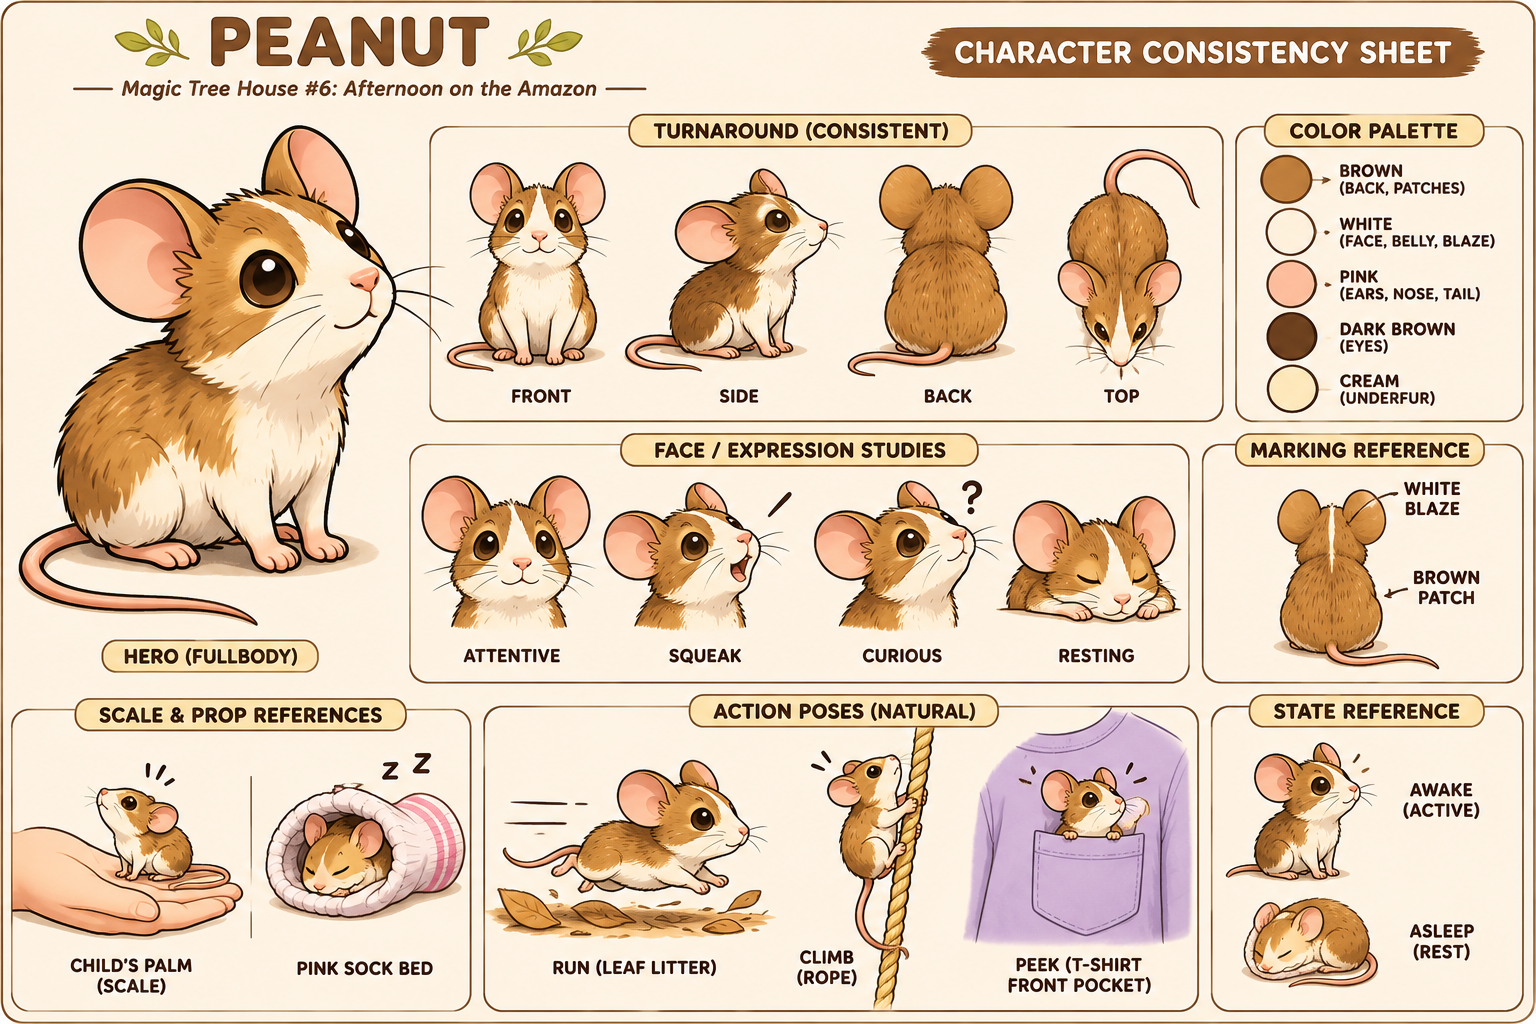 PEANUT
Magic Tree House #6: Afternoon on the Amazon
CHARACTER CONSISTENCY SHEET
HERO (FULLBODY)
TURNAROUND (CONSISTENT)
FRONT
SIDE
BACK
TOP
COLOR PALETTE
BROWN
(BACK, PATCHES)
WHITE
(FACE, BELLY, BLAZE)
PINK
(EARS, NOSE, TAIL)
DARK BROWN
(EYES)
CREAM
(UNDERFUR)
FACE / EXPRESSION STUDIES
?
ATTENTIVE
SQUEAK
CURIOUS
RESTING
MARKING REFERENCE
WHITE
BLAZE
BROWN
PATCH
SCALE & PROP REFERENCES
Z Z
CHILD'S PALM
(SCALE)
PINK SOCK BED
ACTION POSES (NATURAL)
RUN (LEAF LITTER)
CLIMB
(ROPE)
PEEK (T-SHIRT
FRONT POCKET)
STATE REFERENCE
AWAKE
(ACTIVE)
ASLEEP
(REST)